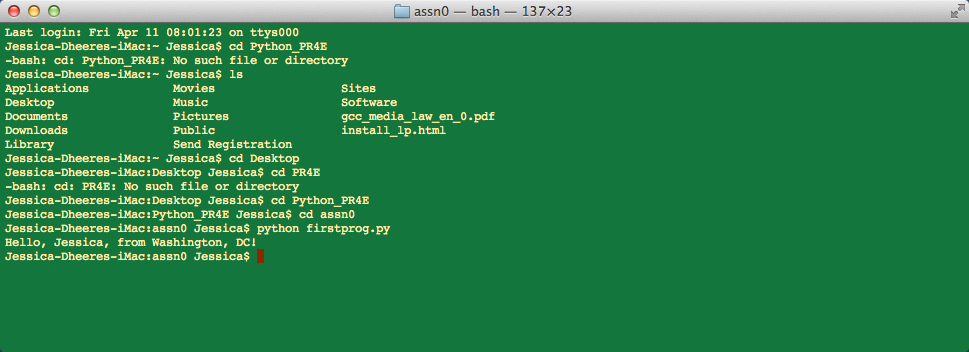 assn0 — bash — 137×23
Last login: Fri Apr 11 08:01:23 on ttys000
Jessica-Dheeres-iMac:~ Jessica$ cd Python_PR4E
-bash: cd: Python_PR4E: No such file or directory
Jessica-Dheeres-iMac:~ Jessica$ ls
Applications Movies Sites
Desktop Music Software
Documents Pictures gcc_media_law_en_0.pdf
Downloads Public install_lp.html
Library Send Registration
Jessica-Dheeres-iMac:~ Jessica$ cd Desktop
Jessica-Dheeres-iMac:Desktop Jessica$ cd PR4E
-bash: cd: PR4E: No such file or directory
Jessica-Dheeres-iMac:Desktop Jessica$ cd Python_PR4E
Jessica-Dheeres-iMac:Python_PR4E Jessica$ cd assn0
Jessica-Dheeres-iMac:assn0 Jessica$ python firstprog.py
Hello, Jessica, from Washington, DC!
Jessica-Dheeres-iMac:assn0 Jessica$